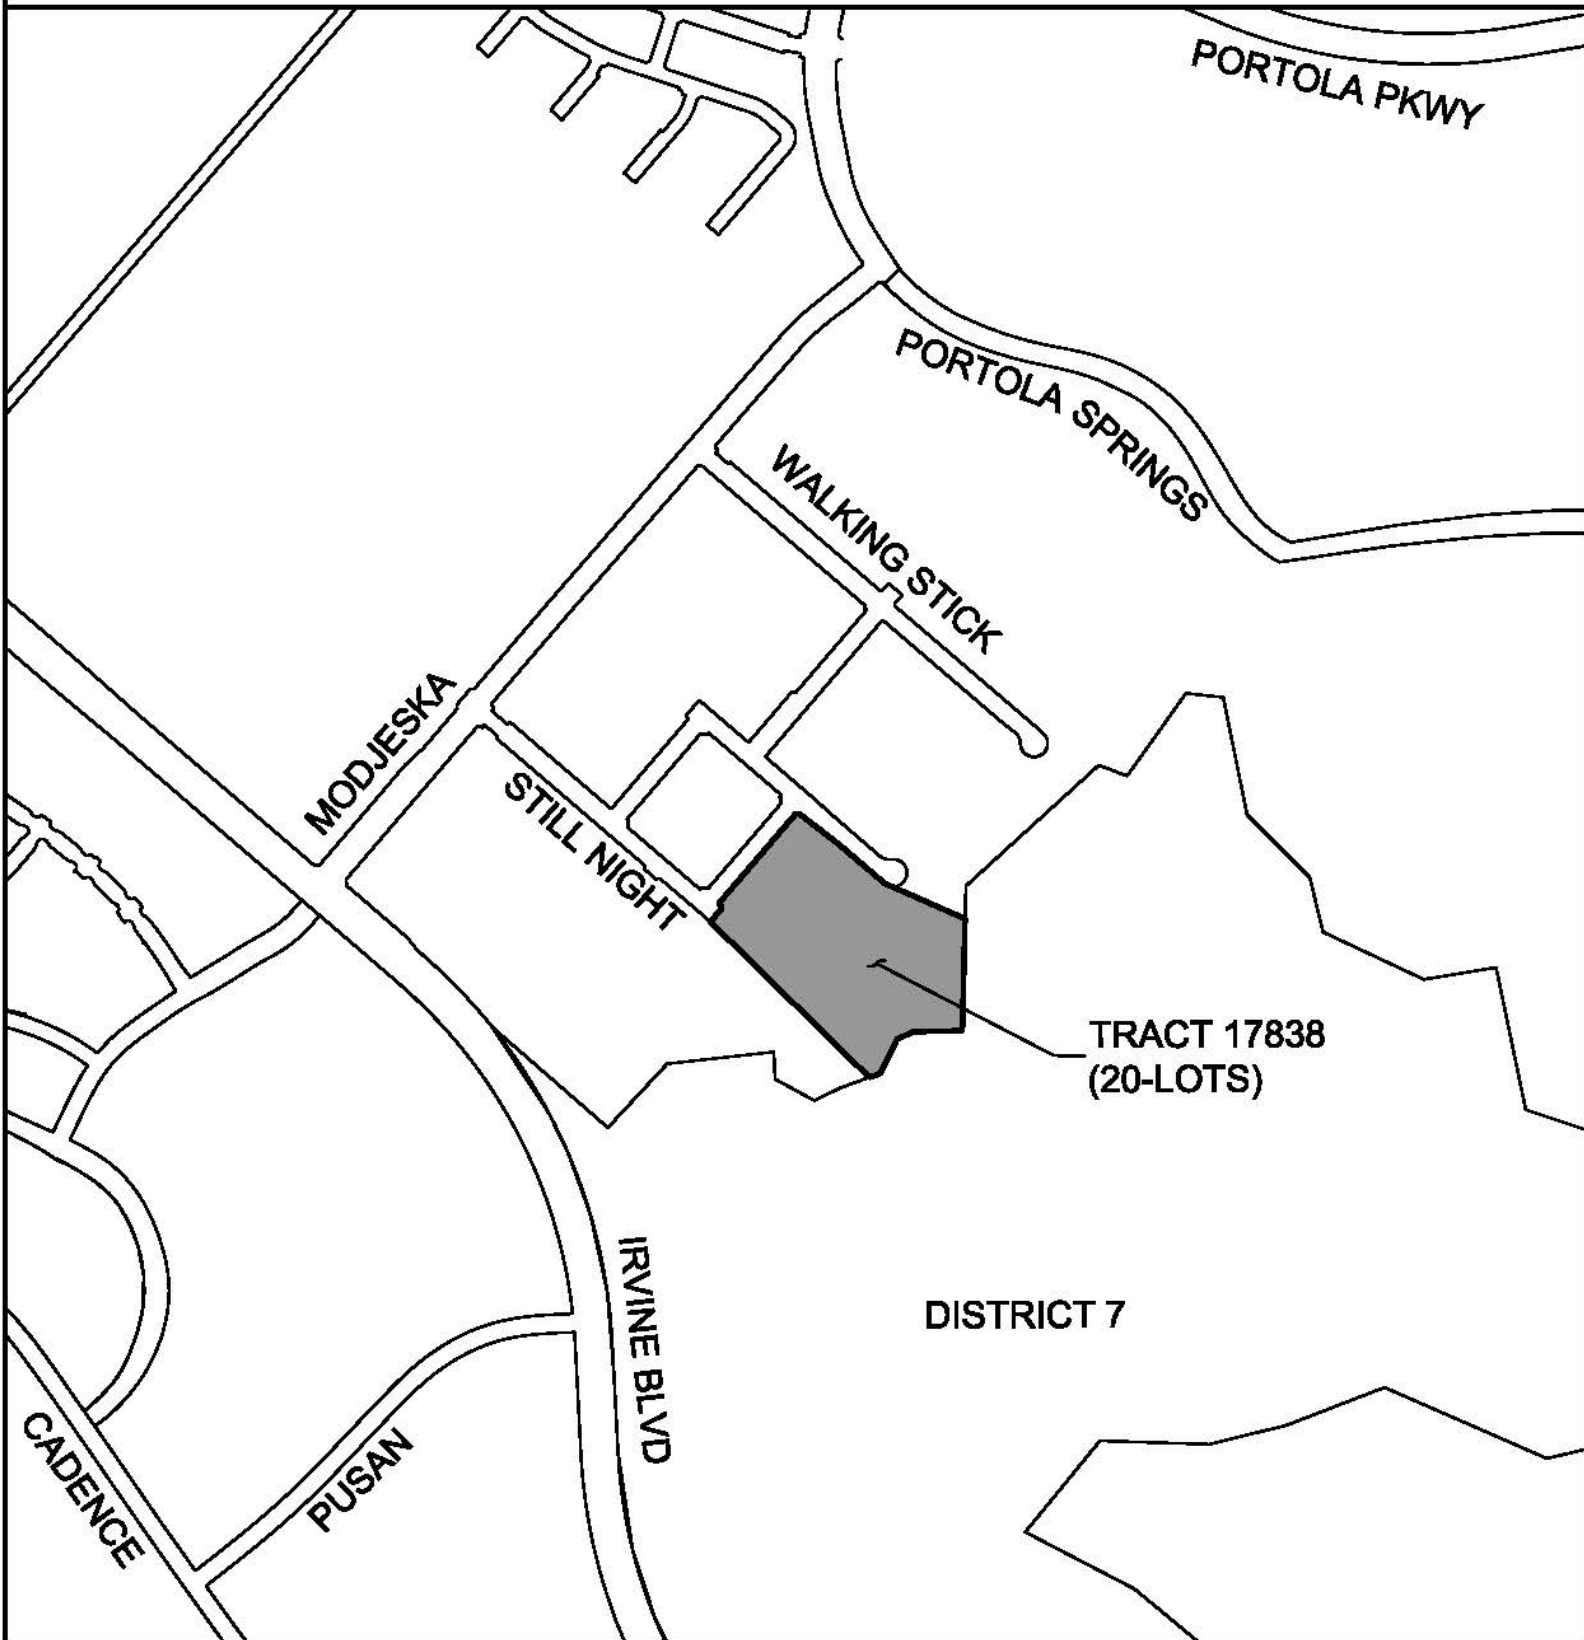 PORTOLA PKWY
PORTOLA SPRINGS
WALKING STICK
MODJESKA
STILL NIGHT
TRACT 17838
(20-LOTS)
IRVINE BLVD
DISTRICT 7
CADENCE
PUSAN